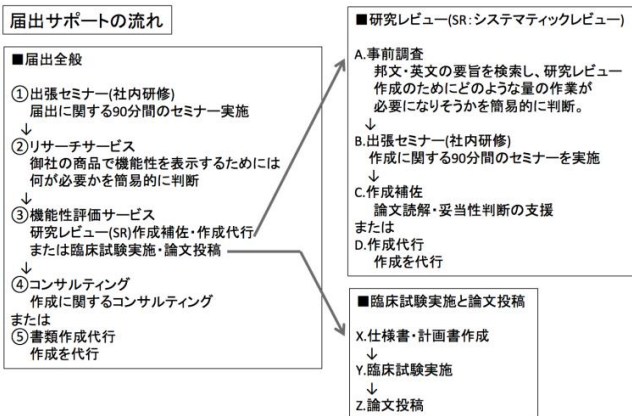 届出サポートの流れ
■届出全般
①出張セミナー(社内研修)
届出に関する90分間のセミナー実施
↓
②リサーチサービス
御社の商品で機能性を表示するためには
何が必要かを簡易的に判断
↓
③機能性評価サービス
研究レビュー(SR)作成補佐・作成代行
または臨床試験実施・論文投稿
↓
④コンサルティング
作成に関するコンサルティング
または
⑤書類作成代行
作成を代行
■研究レビュー(SR:システマティックレビュー)
A.事前調査
邦文・英文の要旨を検索し、研究レビュー
作成のためにどのような量の作業が
必要になりそうかを簡易的に判断。
↓
B.出張セミナー(社内研修)
作成に関する90分間のセミナーを実施
↓
C.作成補佐
論文読解・妥当性判断の支援
または
D.作成代行
作成を代行
■臨床試験実施と論文投稿
X.仕様書・計画書作成
↓
Y.臨床試験実施
↓
Z.論文投稿